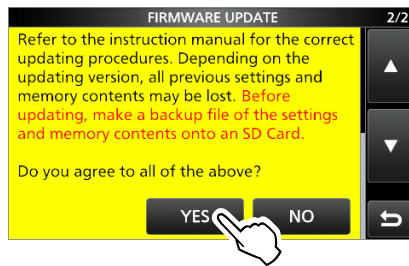 FIRMWARE UPDATE 2/2
Refer to the instruction manual for the correct
updating procedures. Depending on the
updating version, all previous settings and
memory contents may be lost. Before
updating, make a backup file of the settings
and memory contents onto an SD Card.
Do you agree to all of the above?
YES NO